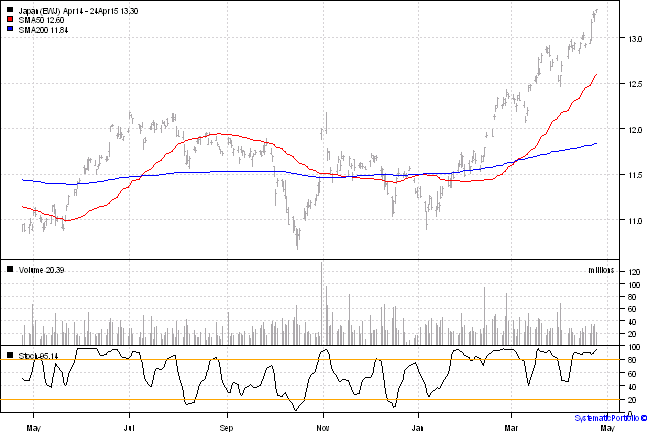 Japan (EWJ) Apr14 - 24Apr15 13.30
SMA50 12.60
SMA200 11.84
13.0
12.5
12.0
11.5
11.0
Volume 20.39
millions
120
100
80
60
40
20
Stoch 95.14
100
80
60
40
20
0
May
Jul
Sep
Nov
Jan
Mar
May
SystematicPortfolio ©